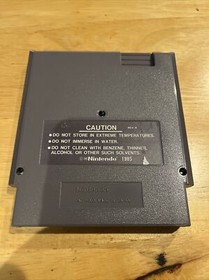 CAUTION
• DO NOT STORE IN EXTREME TEMPERATURES.
• DO NOT IMMERSE IN WATER.
• DO NOT CLEAN WITH BENZENE, THINNER,
ALCOHOL OR OTHER SUCH SOLVENTS.
©Nintendo 1985